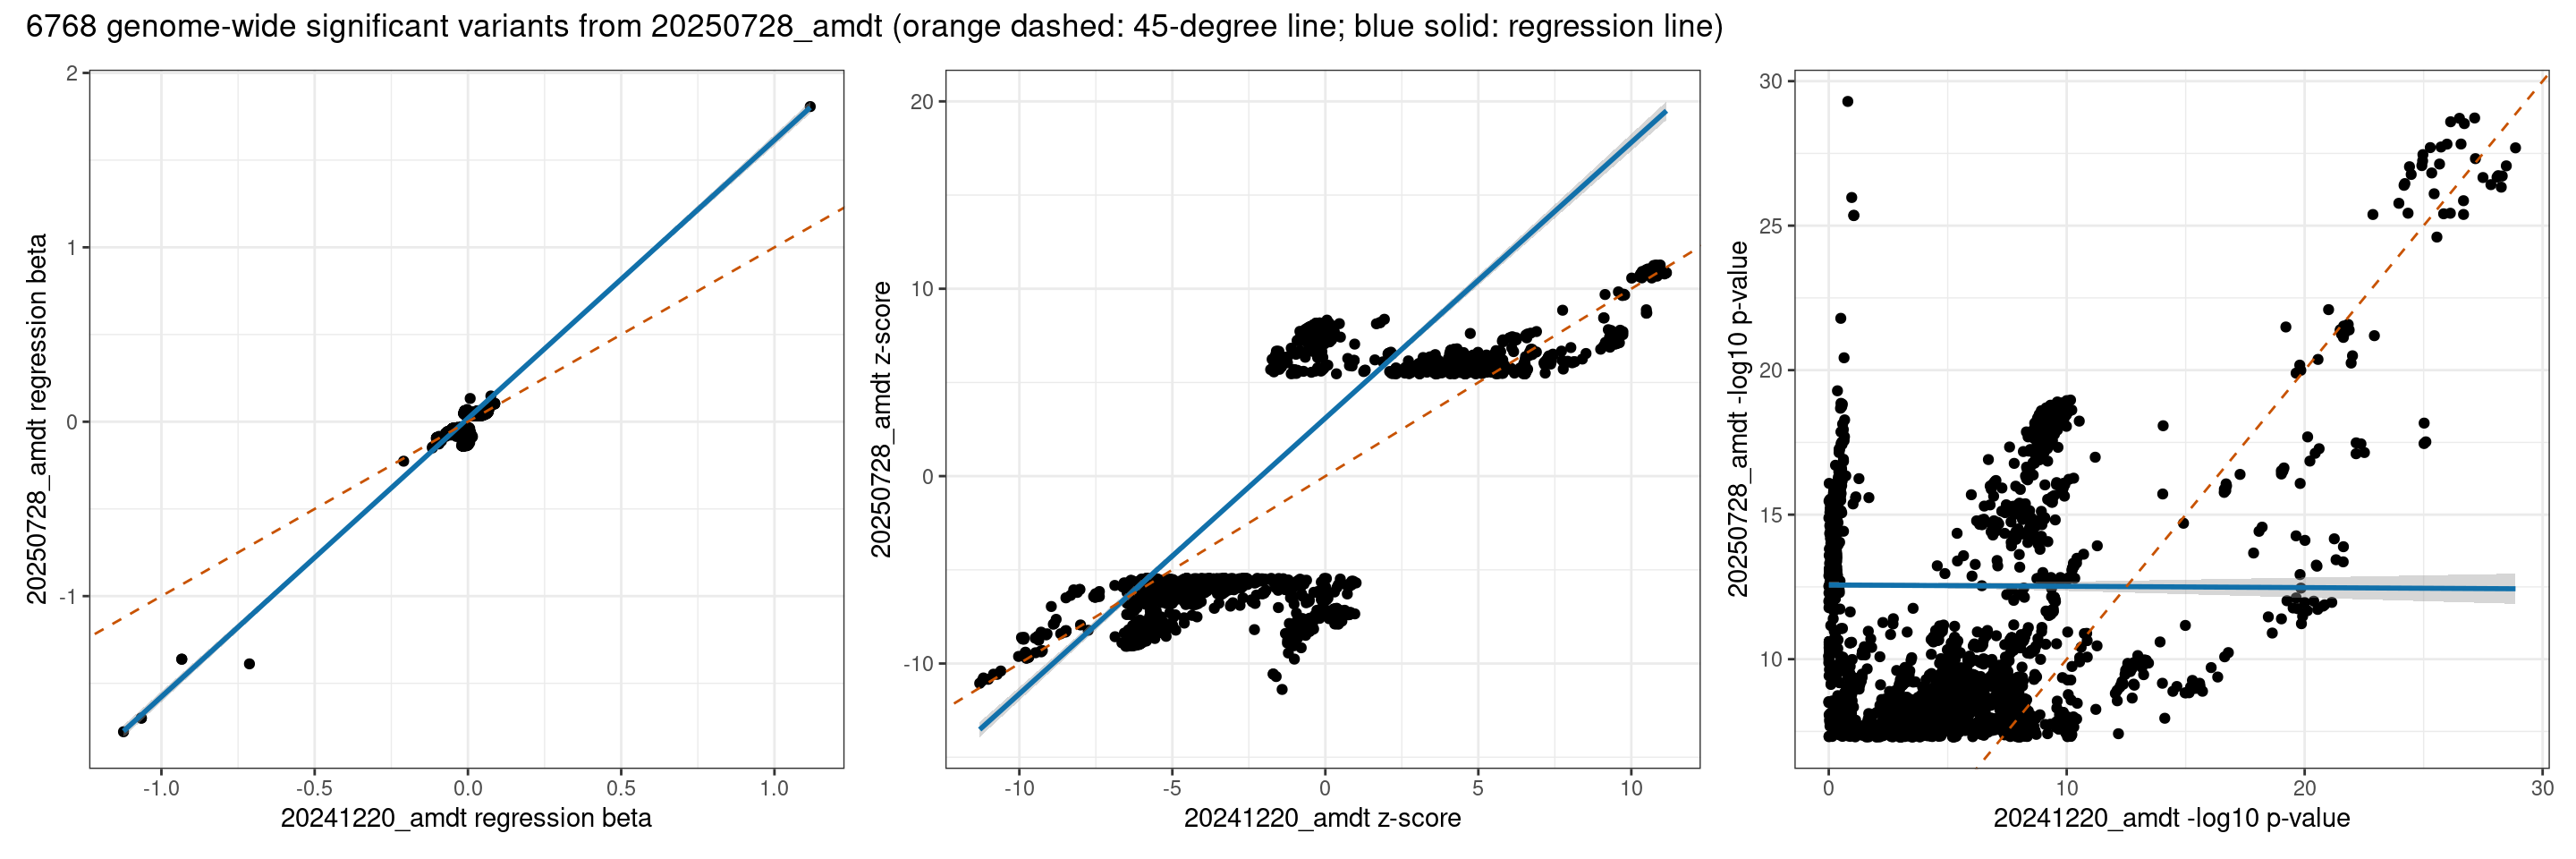 6768 genome-wide significant variants from 20250728_amdt (orange dashed: 45-degree line; blue solid: regression line)
20250728_amdt regression beta
2
1
0
-1
-1.0 -0.5 0.0 0.5 1.0
20241220_amdt regression beta
20250728_amdt z-score
20
10
0
-10
-10 -5 0 5 10
20241220_amdt z-score
20250728_amdt -log10 p-value
30
25
20
15
10
0 10 20 30
20241220_amdt -log10 p-value